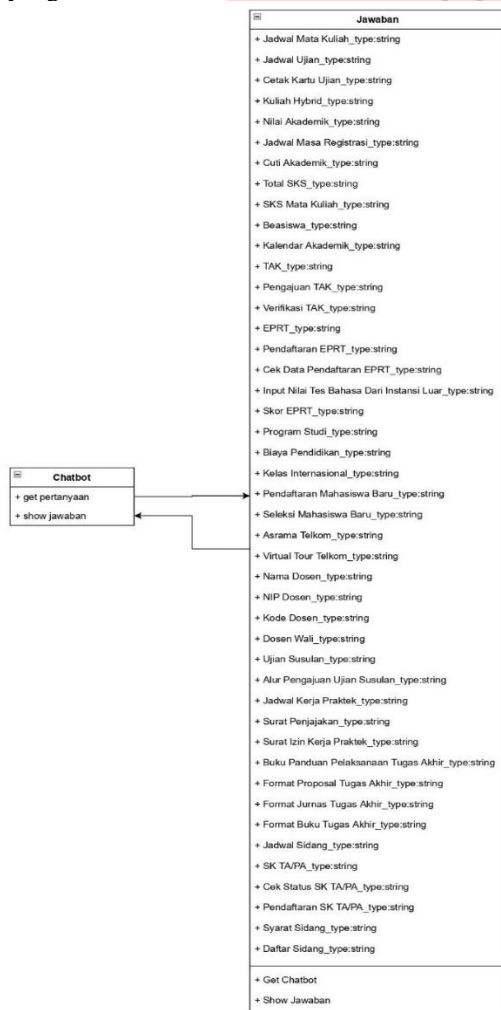 Jawaban
+ Jadwal Mata Kuliah_type:string
+ Jadwal Ujian_type:string
+ Cetak Kartu Ujian_type:string
+ Kuliah Hybrid_type:string
+ Nilai Akademik_type:string
+ Jadwal Masa Registrasi_type:string
+ Cuti Akademik_type:string
+ Total SKS_type:string
+ SKS Mata Kuliah_type:string
+ Beasiswa_type:string
+ Kalendar Akademik_type:string
+ TAK_type:string
+ Pengajuan TAK_type:string
+ Verifikasi TAK_type:string
+ EPRT_type:string
+ Pendaftaran EPRT_type:string
+ Cek Data Pendaftaran EPRT_type:string
+ Input Nilai Tes Bahasa Dari Instansi Luar_type:string
+ Skor EPRT_type:string
+ Program Studi_type:string
+ Biaya Pendidikan_type:string
+ Kelas Internasional_type:string
+ Pendaftaran Mahasiswa Baru_type:string
+ Seleksi Mahasiswa Baru_type:string
+ Asrama Telkom_type:string
+ Virtual Tour Telkom_type:string
+ Nama Dosen_type:string
+ NIP Dosen_type:string
+ Kode Dosen_type:string
+ Dosen Wali_type:string
+ Ujian Susulan_type:string
+ Alur Pengajuan Ujian Susulan_type:string
+ Jadwal Kerja Praktek_type:string
+ Surat Penjajakan_type:string
+ Surat Izin Kerja Praktek_type:string
+ Buku Panduan Pelaksanaan Tugas Akhir_type:string
+ Format Proposal Tugas Akhir_type:string
+ Format Jurnas Tugas Akhir_type:string
+ Format Buku Tugas Akhir_type:string
+ Jadwal Sidang_type:string
+ SK TA/PA_type:string
+ Cek Status SK TA/PA_type:string
+ Pendaftaran SK TA/PA_type:string
+ Syarat Sidang_type:string
+ Daftar Sidang_type:string
+ Get Chatbot
+ Show Jawaban
Chatbot
+ get pertanyaan
+ show jawaban